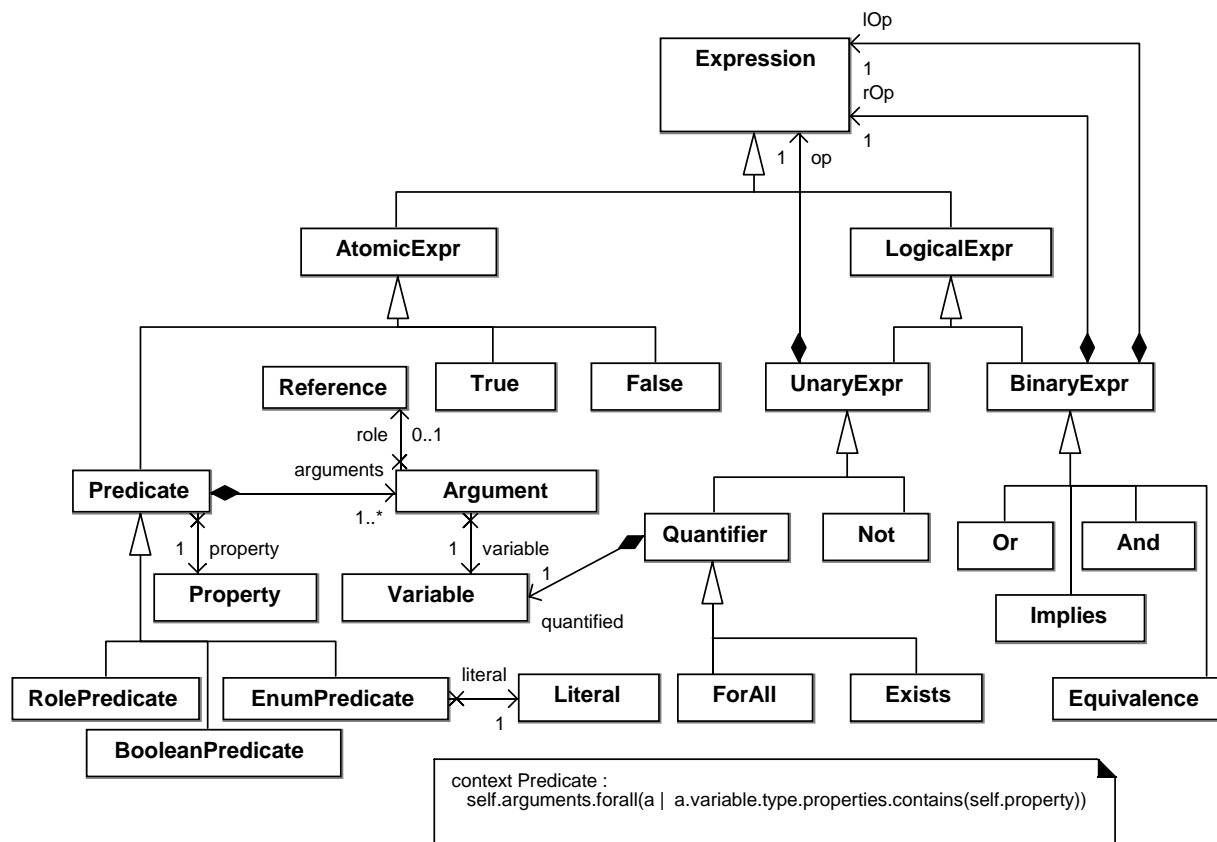 lOp
Expression
1
rOp
1
1
op
AtomicExpr
LogicalExpr
Reference
True
False
UnaryExpr
BinaryExpr
role
0..1
arguments
Predicate
Argument
1..*
Quantifier
Not
Or
And
1
property
1
variable
1
Property
Variable
quantified
Implies
literal
RolePredicate
EnumPredicate
Literal
ForAll
Exists
Equivalence
1
BooleanPredicate
context Predicate :
self.arguments.forall(a | a.variable.type.properties.contains(self.property))